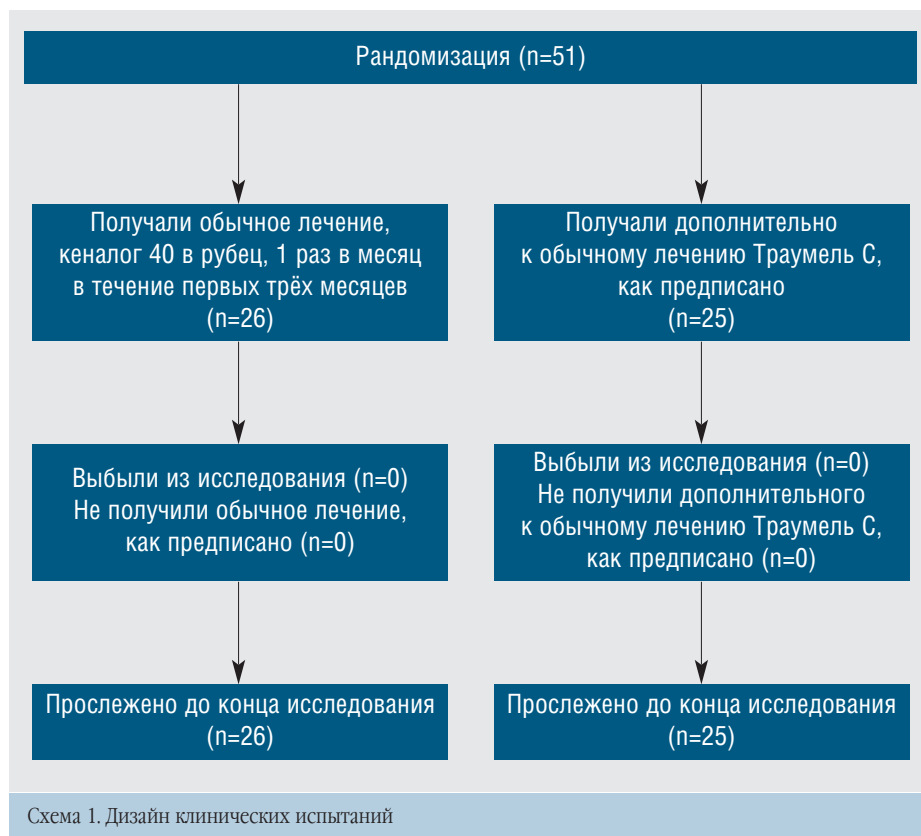 Рандомизация (n=51)
Получали обычное лечение,
кеналог 40 в рубец, 1 раз в месяц
в течение первых трёх месяцев
(n=26)
Получали дополнительно
к обычному лечению Траумель С,
как предписано
(n=25)
Выбыли из исследования (n=0)
Не получили обычное лечение,
как предписано (n=0)
Выбыли из исследования (n=0)
Не получили дополнительного
к обычному лечению Траумель С,
как предписано (n=0)
Прослежено до конца исследования
(n=26)
Прослежено до конца исследования
(n=25)
Схема 1. Дизайн клинических испытаний